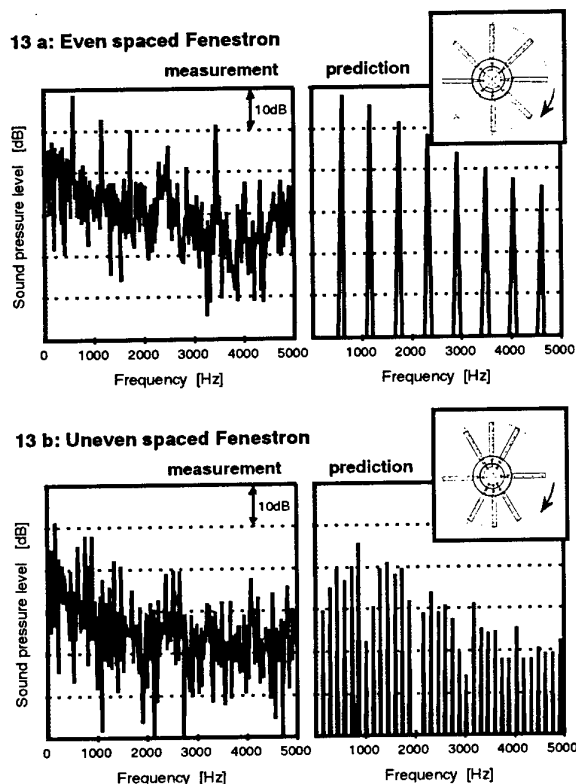 13 a: Even spaced Fenestron
measurement prediction
10dB
Sound pressure level [dB]
0 1000 2000 3000 4000 5000 1000 2000 3000 4000 5000
Frequency [Hz] Frequency [Hz]
13 b: Uneven spaced Fenestron
measurement prediction
10dB
Sound pressure level [dB]
0 1000 2000 3000 4000 5000 1000 2000 3000 4000 5000
Frequency [Hz] Frequency [Hz]